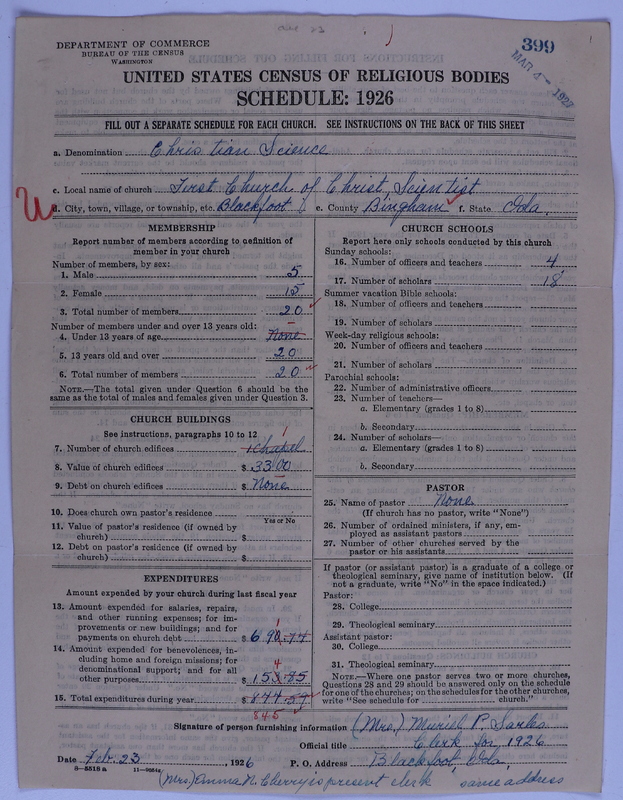 Dec 23
399
MAR 4 - 1927
DEPARTMENT OF COMMERCE
BUREAU OF THE CENSUS
WASHINGTON
UNITED STATES CENSUS OF RELIGIOUS BODIES
SCHEDULE: 1926
FILL OUT A SEPARATE SCHEDULE FOR EACH CHURCH. SEE INSTRUCTIONS ON THE BACK OF THIS SHEET
a. Denomination Christian Science
c. Local name of church First Church of Christ, Scientist
d. City, town, village, or township, etc. Blackfoot e. County Bingham f. State Ida.
MEMBERSHIP
Report number of members according to definition of
member in your church
Number of members, by sex:
1. Male 5
2. Female 15
3. Total number of members 20
Number of members under and over 13 years old:
4. Under 13 years of age None
5. 13 years old and over 20
6. Total number of members 20
NOTE.—The total given under Question 6 should be the
same as the total of males and females given under Question 3.
CHURCH BUILDINGS
See instructions, paragraphs 10 to 12
1
7. Number of church edifices 1 Chapel
8. Value of church edifices $ 3300
9. Debt on church edifices $ None
10. Does church own pastor's residence
Yes or No
11. Value of pastor's residence (if owned by
church) $
12. Debt on pastor's residence (if owned by
church) $
EXPENDITURES
Amount expended by your church during last fiscal year
13. Amount expended for salaries, repairs,
and other running expenses; for im-
provements or new buildings; and for
payments on church debt $ 690.74
1
14. Amount expended for benevolences, in-
cluding home and foreign missions; for
denominational support; and for all
other purposes $ 153.85
4
15. Total expenditures during year $ 844.59
845
CHURCH SCHOOLS
Report here only schools conducted by this church
Sunday schools:
16. Number of officers and teachers 4
17. Number of scholars 18
Summer vacation Bible schools:
18. Number of officers and teachers
19. Number of scholars
Week-day religious schools:
20. Number of officers and teachers
21. Number of scholars
Parochial schools:
22. Number of administrative officers
23. Number of teachers—
a. Elementary (grades 1 to 8)
b. Secondary
24. Number of scholars—
a. Elementary (grades 1 to 8)
b. Secondary
PASTOR
25. Name of pastor None
(If church has no pastor, write "None")
26. Number of ordained ministers, if any, em-
ployed as assistant pastors
27. Number of other churches served by the
pastor or his assistants
If pastor (or assistant pastor) is a graduate of a college or
theological seminary, give name of institution below. (If
not a graduate, write "No" in the space indicated.)
Pastor:
28. College
29. Theological seminary
Assistant pastor:
30. College
31. Theological seminary
NOTE.—Where one pastor serves two or more churches,
Questions 28 and 29 should be answered only on the schedule
for one of the churches; on the schedules for the other churches,
write "See schedule for church."
Signature of person furnishing information (Mrs.) Muriel P. Sarles
Official title Clerk for 1926
Date Feb. 23, 1926 P. O. Address Blackfoot, Ida.
8—5518a
(Mrs.) Emma N. Cherry is present clerk same address